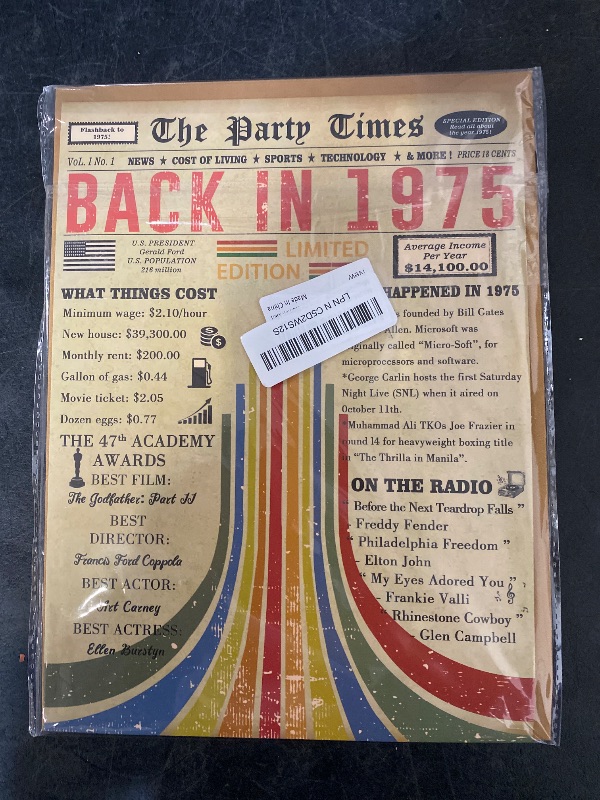 Flashback to
1975!
The Party Times
SPECIAL EDITION
Read all about
the year 1975!
VOL. 1 No. 1 NEWS ★ COST OF LIVING ★ SPORTS ★ TECHNOLOGY ★ & MORE! PRICE 18 CENTS
BACK IN 1975
U.S. PRESIDENT
Gerald Ford
U.S. POPULATION
216 million
LIMITED
EDITION
Average Income
Per Year
$14,100.00
WHAT THINGS COST
Minimum wage: $2.10/hour
New house: $39,300.00
Monthly rent: $200.00
Gallon of gas: $0.44
Movie ticket: $2.05
Dozen eggs: $0.77
THE 47th ACADEMY
AWARDS
BEST FILM:
The Godfather: Part II
BEST
DIRECTOR:
Francis Ford Coppola
BEST ACTOR:
Art Carney
BEST ACTRESS:
Ellen Burstyn
New
Made in China
LPN N C5D2WS12S
HAPPENED IN 1975
founded by Bill Gates
Allen. Microsoft was
originally called "Micro-Soft", for
microprocessors and software.
*George Carlin hosts the first Saturday
Night Live (SNL) when it aired on
October 11th.
*Muhammad Ali TKOs Joe Frazier in
round 14 for heavyweight boxing title
in "The Thrilla in Manila".
ON THE RADIO
" Before the Next Teardrop Falls "
- Freddy Fender
" Philadelphia Freedom "
- Elton John
" My Eyes Adored You "
- Frankie Valli
" Rhinestone Cowboy "
- Glen Campbell